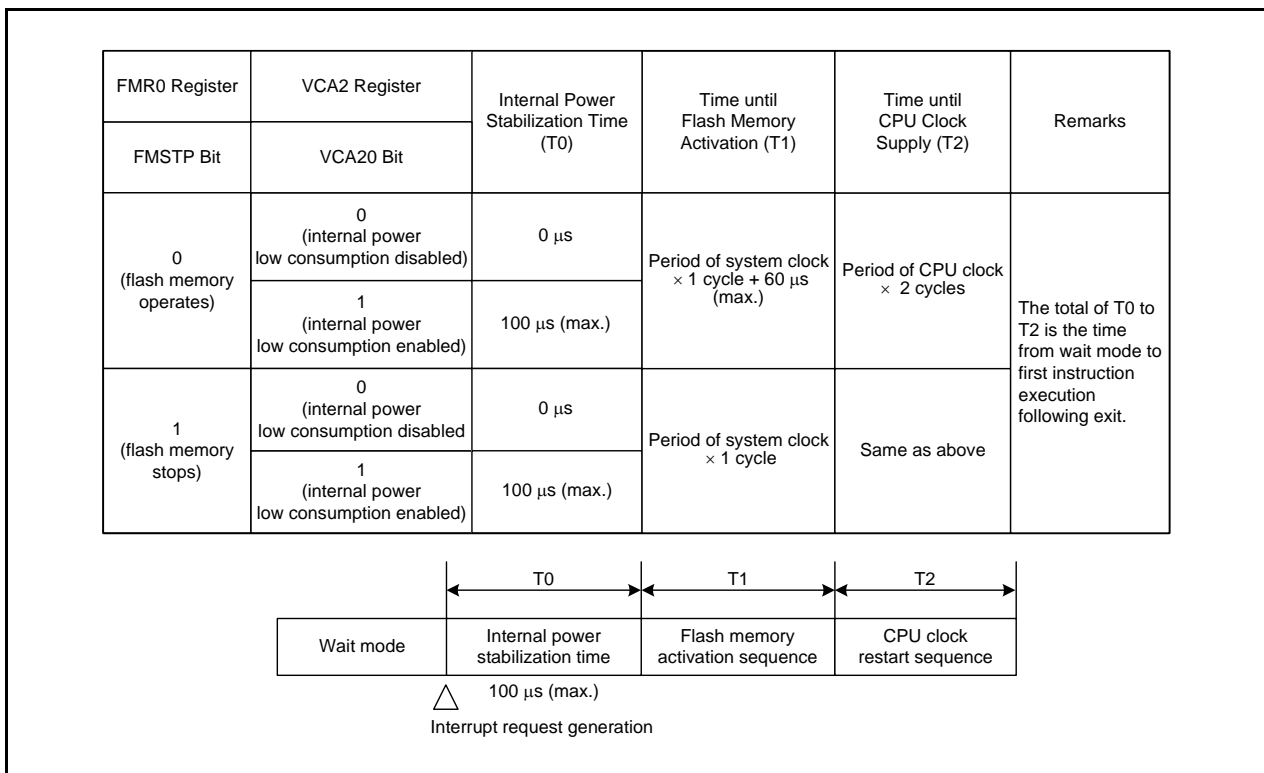 FMR0 Register
VCA2 Register
Internal Power
Stabilization Time
(T0)
Time until
Flash Memory
Activation (T1)
Time until
CPU Clock
Supply (T2)
Remarks
FMSTP Bit
VCA20 Bit
0
(flash memory
operates)
0
(internal power
low consumption disabled)
0 μs
Period of system clock
× 1 cycle + 60 μs
(max.)
Period of CPU clock
× 2 cycles
The total of T0 to
T2 is the time
from wait mode to
first instruction
execution
following exit.
1
(internal power
low consumption enabled)
100 μs (max.)
1
(flash memory
stops)
0
(internal power
low consumption disabled
0 μs
Period of system clock
× 1 cycle
Same as above
1
(internal power
low consumption enabled)
100 μs (max.)
T0
T1
T2
Wait mode
Internal power
stabilization time
Flash memory
activation sequence
CPU clock
restart sequence
100 μs (max.)
Interrupt request generation